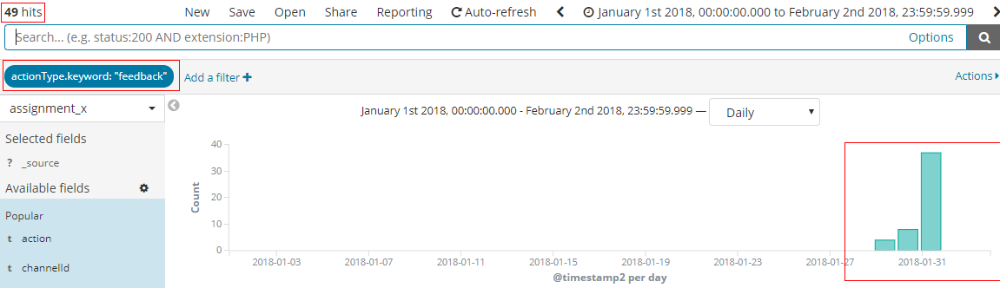 49 hits New Save Open Share Reporting Auto-refresh January 1st 2018, 00:00:00.000 to February 2nd 2018, 23:59:59.999
Search... (e.g. status:200 AND extension:PHP) Options
actionType.keyword: "feedback" Add a filter Actions
assignment_x January 1st 2018, 00:00:00.000 - February 2nd 2018, 23:59:59.999 — Daily
Selected fields
? _source
Available fields
Popular
t action
t channelId
Count
40
30
20
10
0
2018-01-03 2018-01-07 2018-01-11 2018-01-15 2018-01-19 2018-01-23 2018-01-27 2018-01-31
@timestamp2 per day